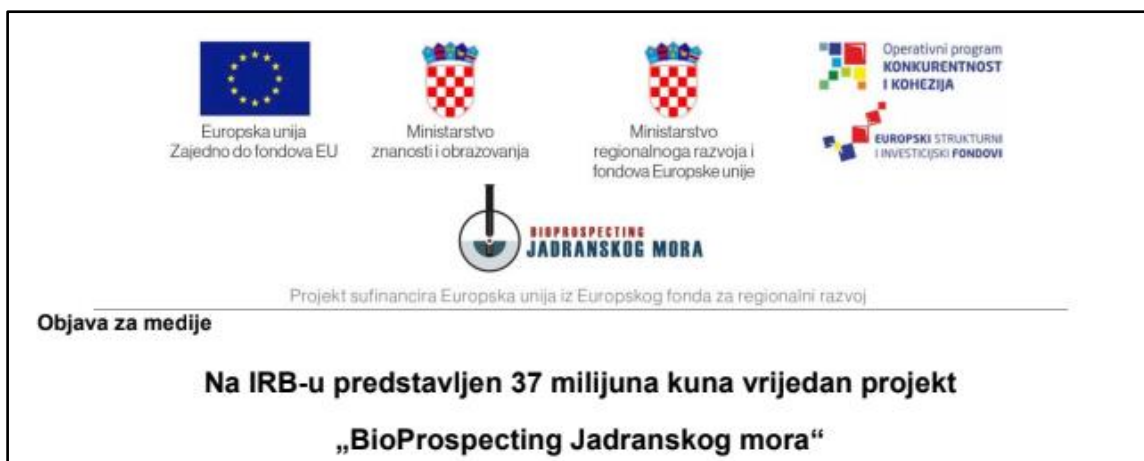 Europska unija
Zajedno do fondova EU
Ministarstvo
znanosti i obrazovanja
Ministarstvo
regionalnoga razvoja i
fondova Europske unije
Operativni program
KONKURENTNOST
I KOHEZIJA
EUROPSKI STRUKTURNI
I INVESTICIJSKI FONDOVI
BIOPROSPECTING
JADRANSKOG MORA
Projekt sufinancira Europska unija iz Europskog fonda za regionalni razvoj
Objava za medije
Na IRB-u predstavljen 37 milijuna kuna vrijedan projekt
„BioProspecting Jadranskog mora“